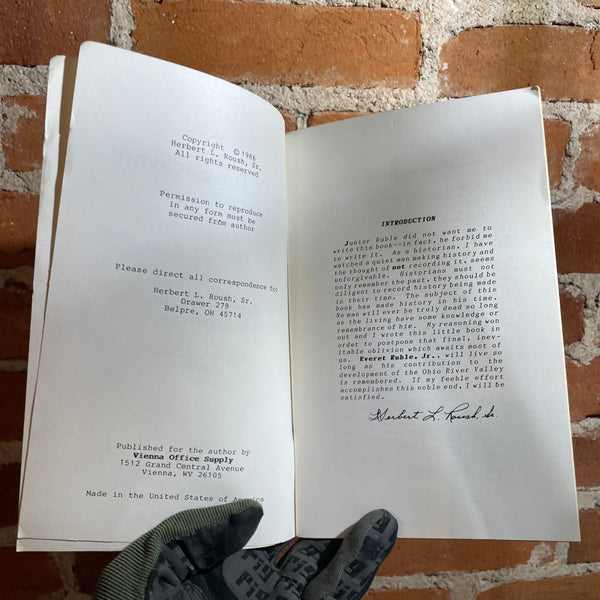 Copyright © 1986
Herbert L. Roush, Sr.
All rights reserved
Permission to reproduce
in any form must be
secured from author
Please direct all correspondence to:
Herbert L. Roush, Sr.
Drawer 279
Belpre, OH 45714
Published for the author by
Vienna Office Supply
1512 Grand Central Avenue
Vienna, WV 26105
Made in the United States of America
INTRODUCTION
Junior Ruble did not want me to
write this book--in fact, he forbid me
to write it. As a historian, I have
watched a quiet man making history and
the thought of not recording it, seems
unforgivable. Historians must not
only remember the past, they should be
diligent to record history being made
in their time. The subject of this
book has made history in his time.
No man will ever be truly dead so long
as the living have some knowledge or
remembrance of him. My reasoning won
out and I wrote this little book in
order to postpone that final, inev-
itable oblivion which awaits most of
us. Everet Ruble, Jr., will live so
long as his contribution to the
development of the Ohio River Valley
is remembered. If my feeble effort
accomplishes this noble end, I will be
satisfied.
Herbert L. Roush, Sr.